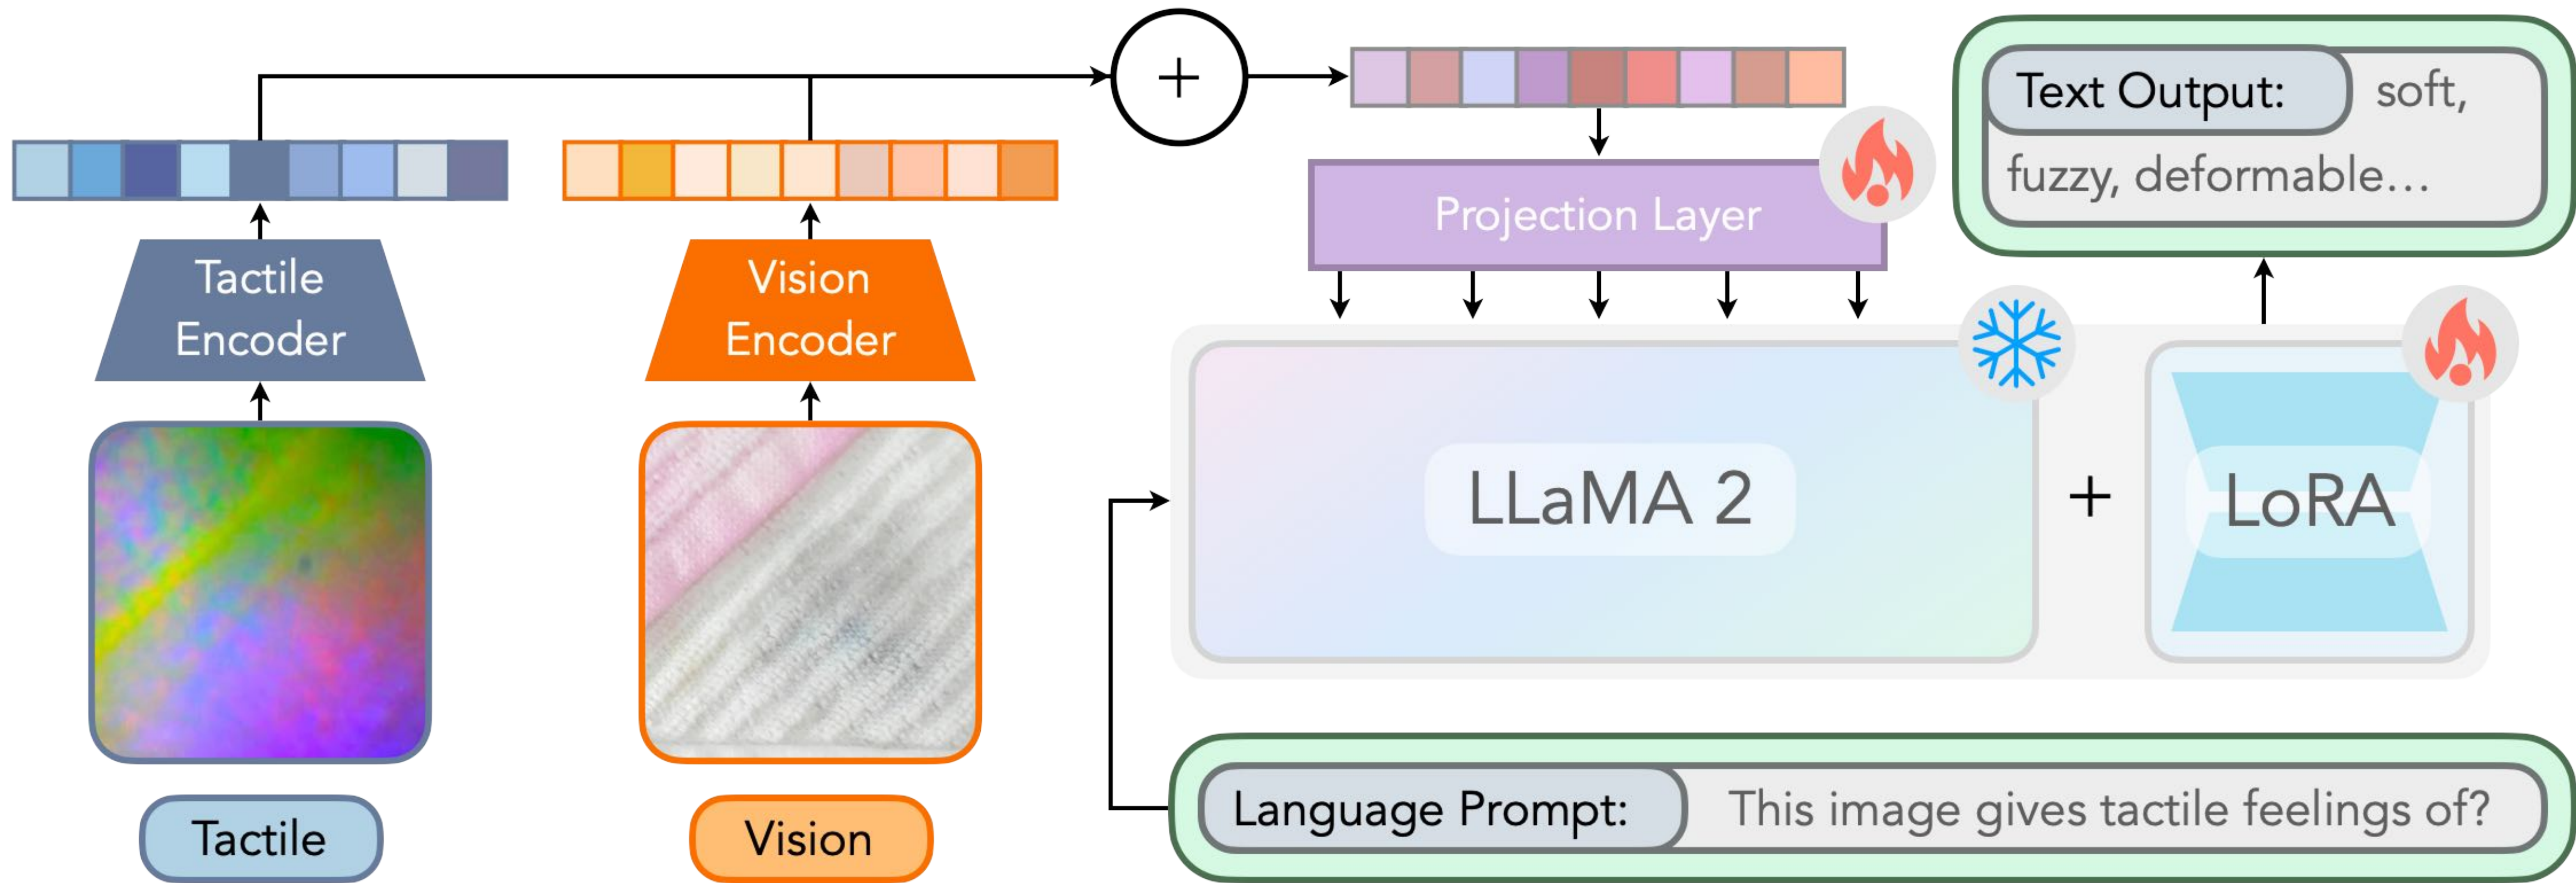 Tactile
Encoder
Tactile
Vision
Encoder
Vision
+
Projection Layer
Text Output: soft,
fuzzy, deformable...
LLaMA 2
+
LoRA
Language Prompt: This image gives tactile feelings of?